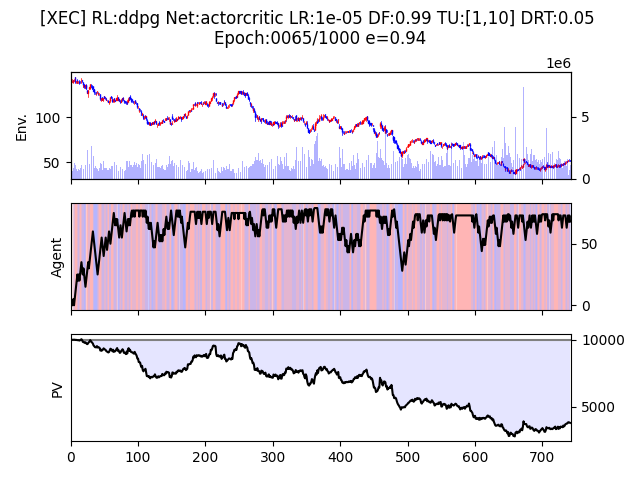 [XEC] RL:ddpg Net:actorcritic LR:1e-05 DF:0.99 TU:[1,10] DRT:0.05
Epoch:0065/1000 e=0.94
1e6
Env.
100
50
5
0
Agent
50
0
PV
10000
5000
0 100 200 300 400 500 600 700